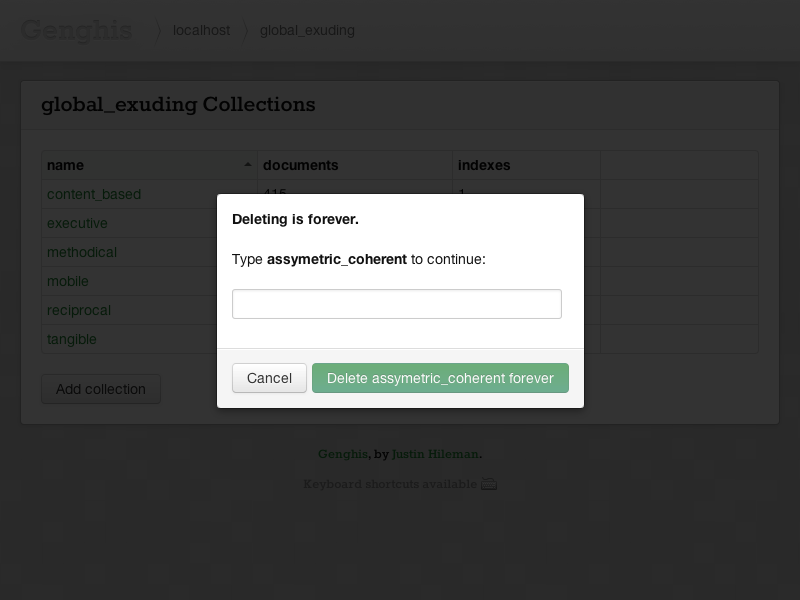 Genghis
localhost
global_exuding
global_exuding Collections
name documents indexes
content_based 415 1
executive
methodical
mobile
reciprocal
tangible
Deleting is forever.
Type assymetric_coherent to continue:
Cancel
Delete assymetric_coherent forever
Add collection
Genghis, by Justin Hileman.
Keyboard shortcuts available